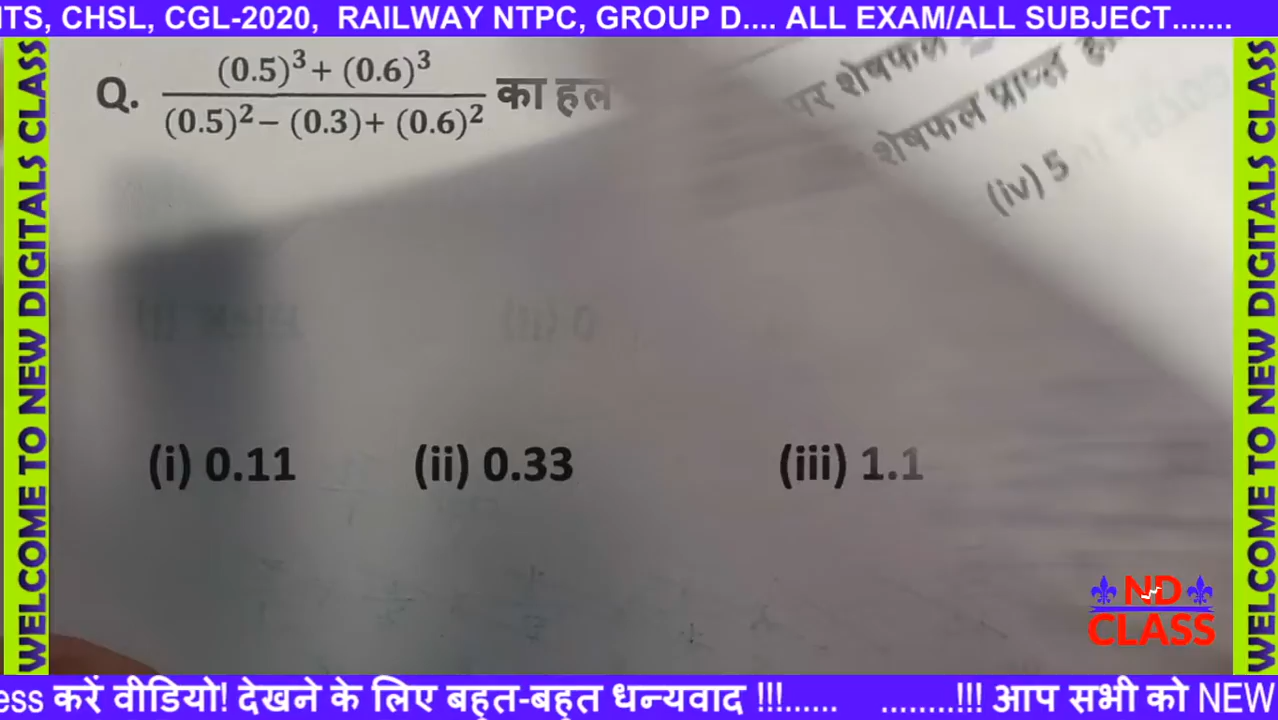 ITS, CHSL, CGL-2020, RAILWAY NTPC, GROUP D.... ALL EXAM/ALL SUBJECT.......
WELCOME TO NEW DIGITALS CLASS
Q. (0.5)³+ (0.6)³ / (0.5)²– (0.3)+ (0.6)² का हल
पर शेषफल
शेषफल प्राप्त हो
(iv) 5
(i) 0.11 (ii) 0.33 (iii) 1.1
ND
CLASS
WELCOME TO NEW DIGITALS CLASS
ess करें वीडियो! देखने के लिए बहुत-बहुत धन्यवाद !!!...... ........!!! आप सभी को NEW